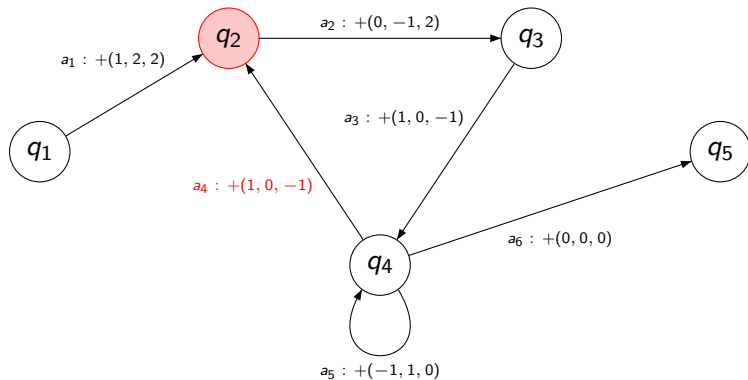 q2
a2 : +(0, -1, 2)
q3
a1 : +(1, 2, 2)
a3 : +(1, 0, -1)
q1
q5
a4 : +(1, 0, -1)
a6 : +(0, 0, 0)
q4
a5 : +(-1, 1, 0)